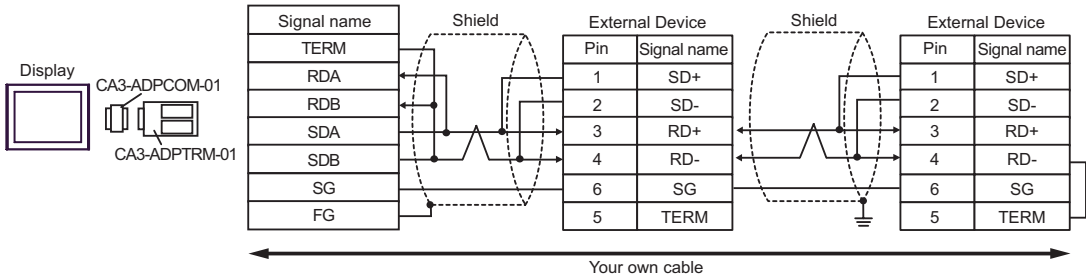 Display
CA3-ADPCOM-01
CA3-ADPTRM-01
Signal name
TERM
RDA
RDB
SDA
SDB
SG
FG
Shield
External Device
Pin Signal name
1 SD+
2 SD-
3 RD+
4 RD-
6 SG
5 TERM
Shield
External Device
Pin Signal name
1 SD+
2 SD-
3 RD+
4 RD-
6 SG
5 TERM
Your own cable